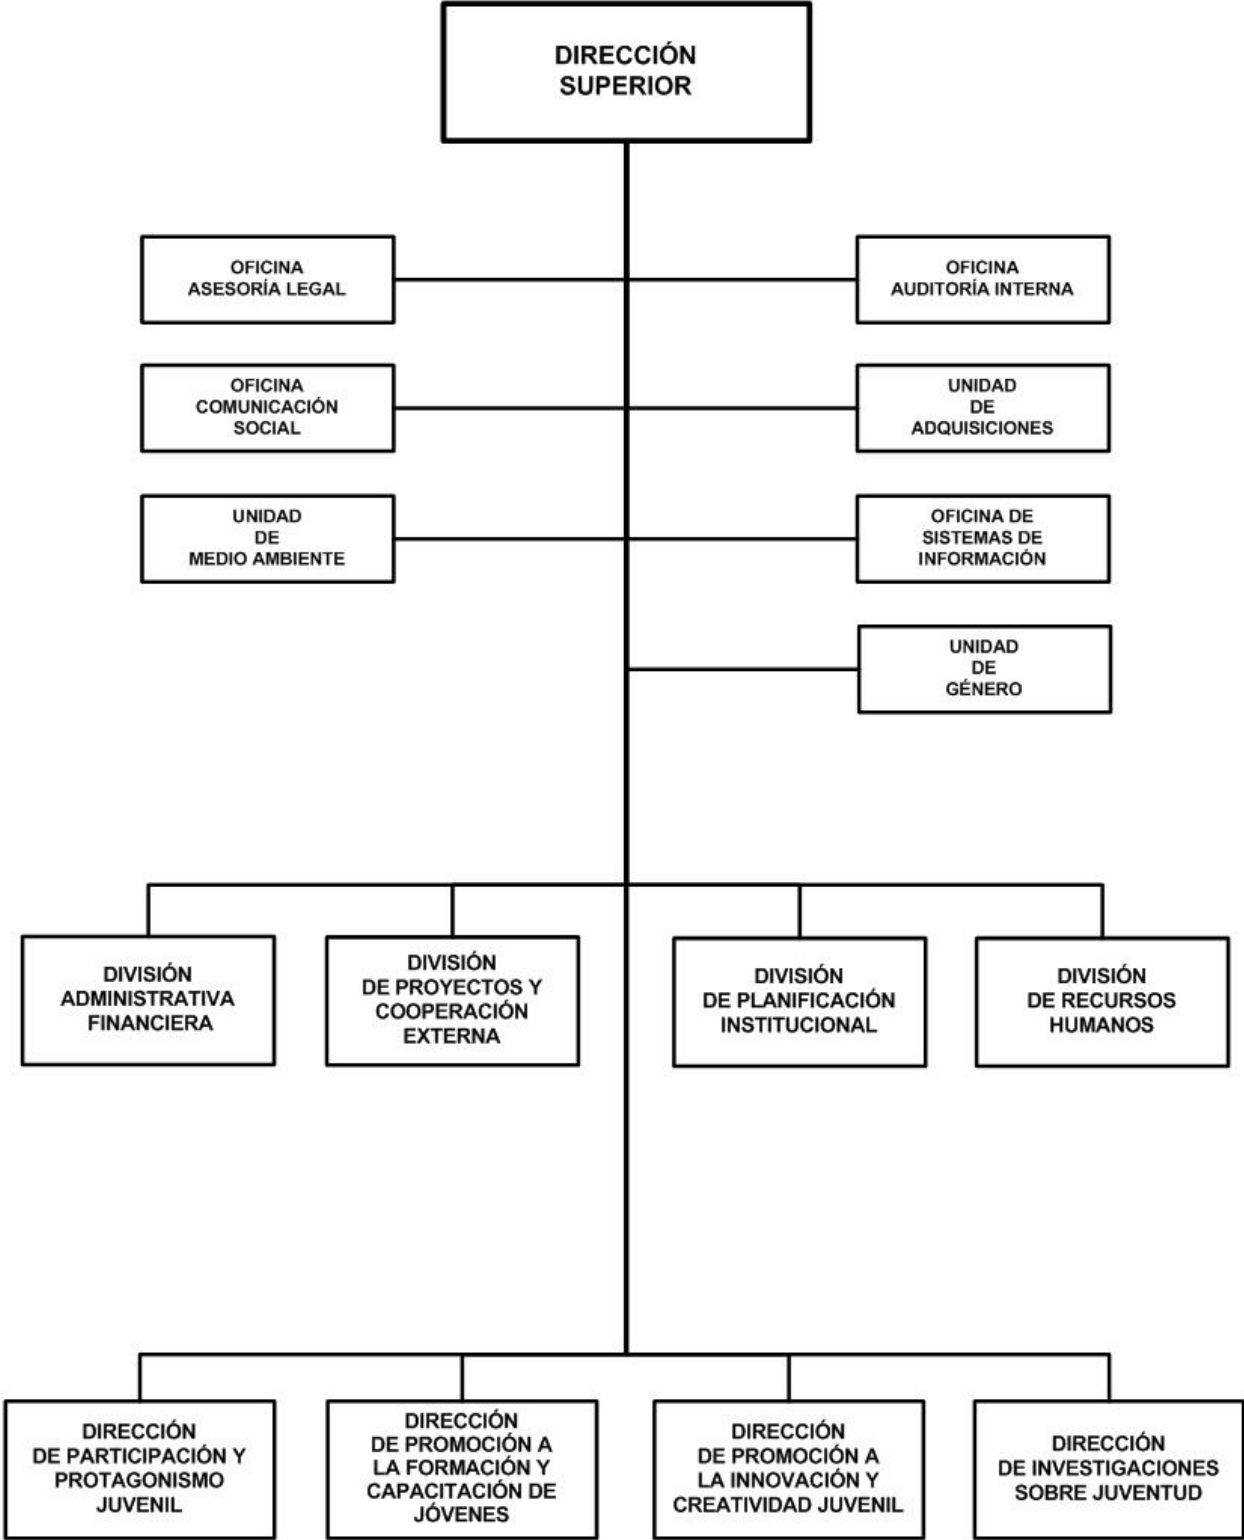 DIRECCIÓN
SUPERIOR
OFICINA
ASESORÍA LEGAL
OFICINA
AUDITORÍA INTERNA
OFICINA
COMUNICACIÓN
SOCIAL
UNIDAD
DE
ADQUISICIONES
UNIDAD
DE
MEDIO AMBIENTE
OFICINA DE
SISTEMAS DE
INFORMACIÓN
UNIDAD
DE
GÉNERO
DIVISIÓN
ADMINISTRATIVA
FINANCIERA
DIVISIÓN
DE PROYECTOS Y
COOPERACIÓN
EXTERNA
DIVISIÓN
DE PLANIFICACIÓN
INSTITUCIONAL
DIVISIÓN
DE RECURSOS
HUMANOS
DIRECCIÓN
DE PARTICIPACIÓN Y
PROTAGONISMO
JUVENIL
DIRECCIÓN
DE PROMOCIÓN A
LA FORMACIÓN Y
CAPACITACIÓN DE
JÓVENES
DIRECCIÓN
DE PROMOCIÓN A
LA INNOVACIÓN Y
CREATIVIDAD JUVENIL
DIRECCIÓN
DE INVESTIGACIONES
SOBRE JUVENTUD